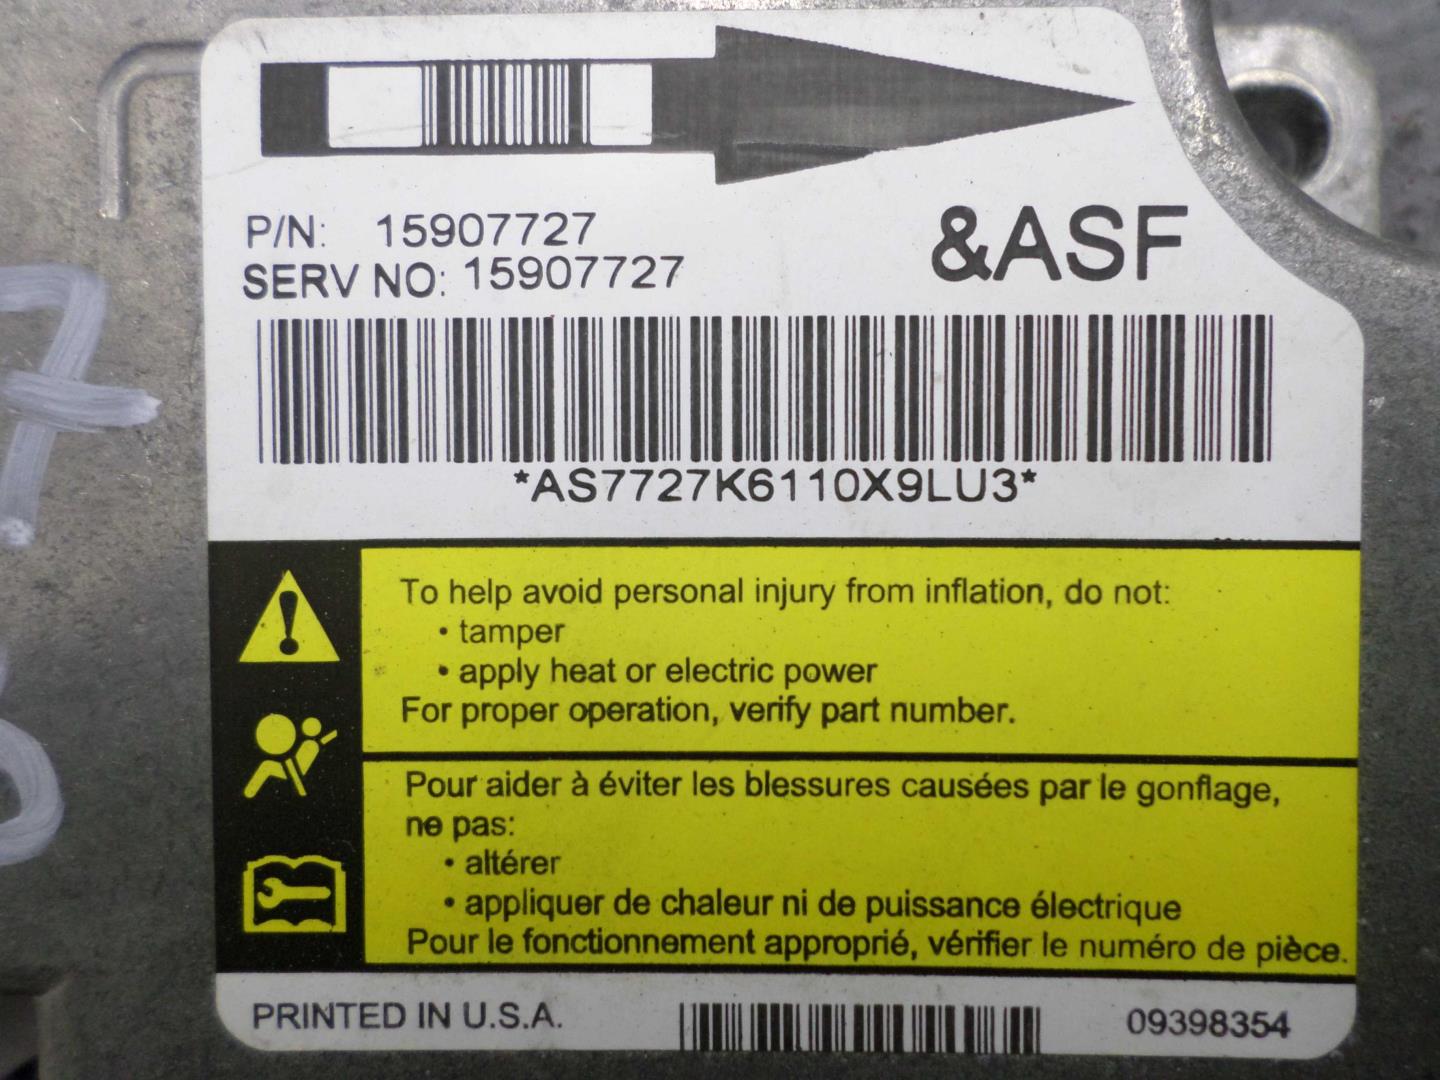 P/N: 15907727
SERV NO: 15907727
&ASF
*AS7727K6110X9LU3*
To help avoid personal injury from inflation, do not:
• tamper
• apply heat or electric power
For proper operation, verify part number.
Pour aider à éviter les blessures causées par le gonflage,
ne pas:
• altérer
• appliquer de chaleur ni de puissance électrique
Pour le fonctionnement approprié, vérifier le numéro de pièce.
PRINTED IN U.S.A.
09398354
7